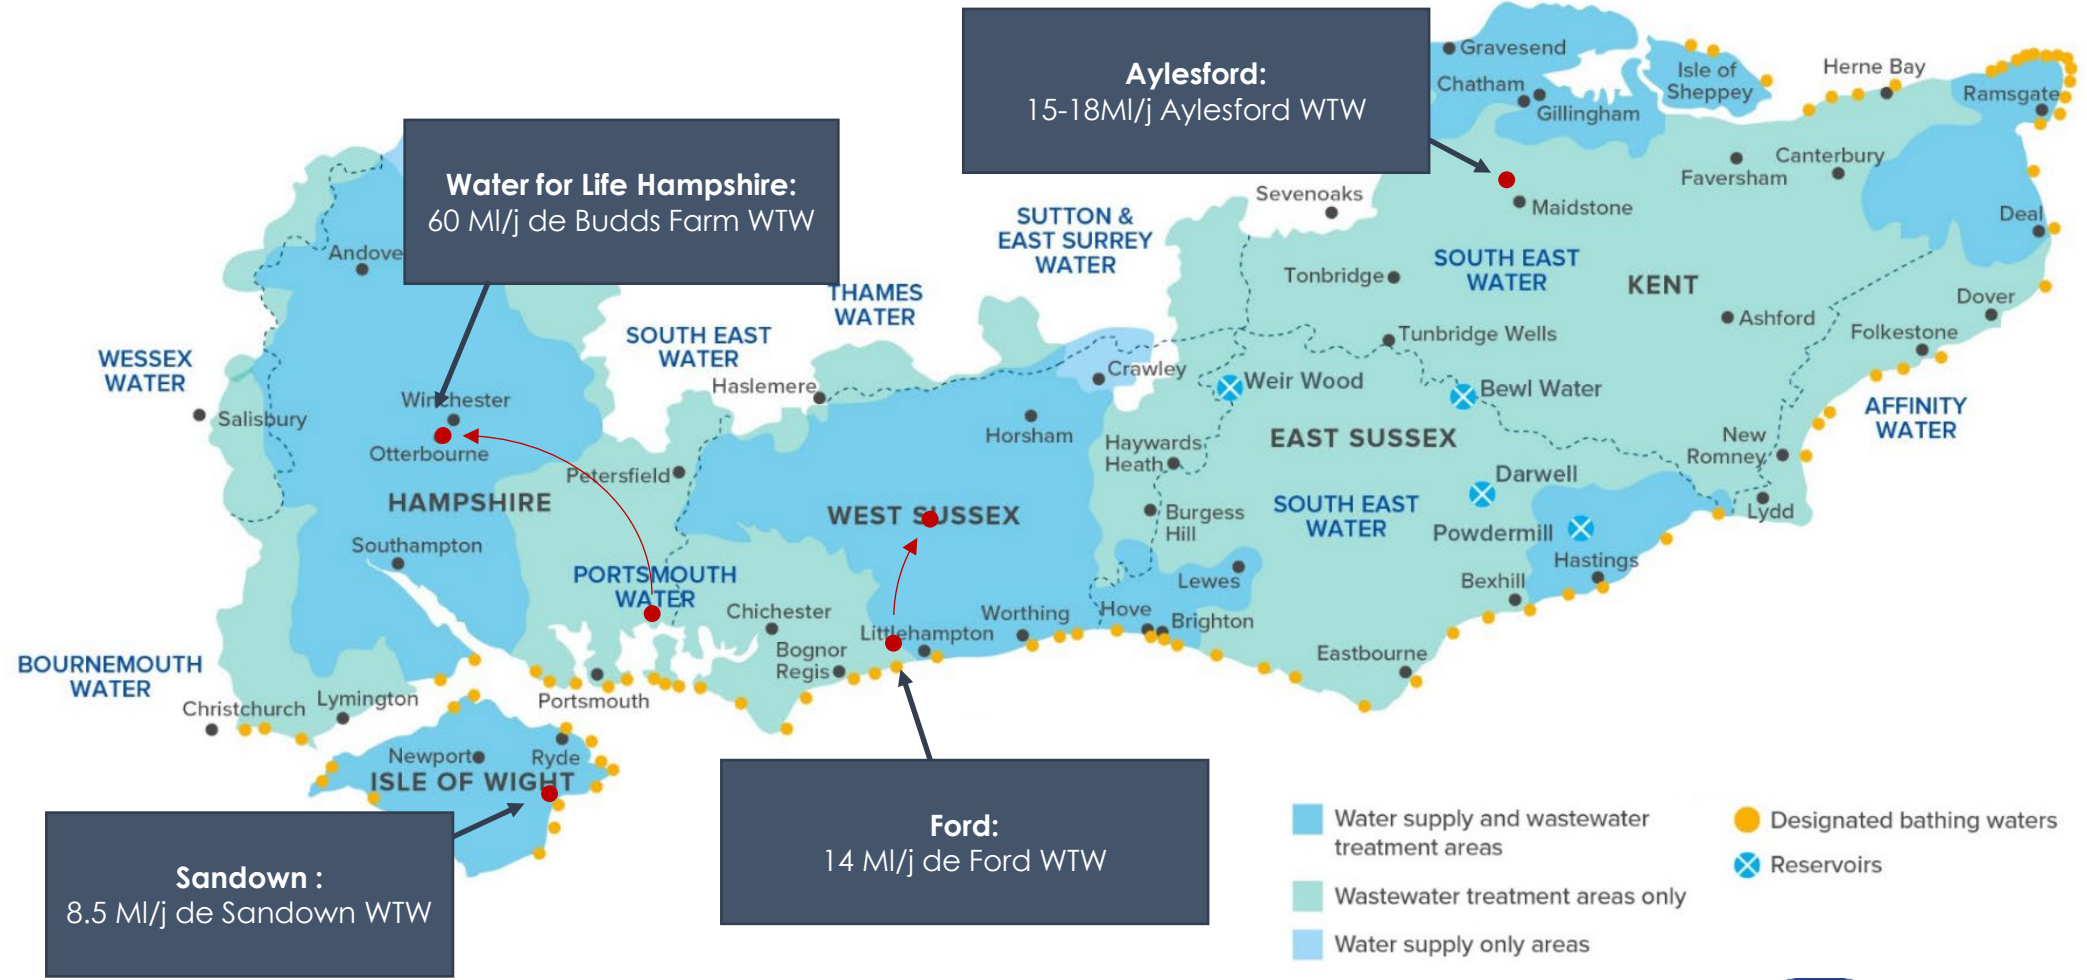 Aylesford:
15-18Ml/j Aylesford WTW
Water for Life Hampshire:
60 Ml/j de Budds Farm WTW
Gravesend
Chatham
Gillingham
Isle of
Sheppey
Herne Bay
Ramsgate
Faversham
Canterbury
Deal
Sevenoaks
Maidstone
SUTTON &
EAST SURREY
WATER
Andove
Tonbridge
SOUTH EAST
WATER
KENT
Dover
Ashford
Folkestone
THAMES
WATER
SOUTH EAST
WATER
Tunbridge Wells
WESSEX
WATER
Haslemere
Crawley
Weir Wood
Bewl Water
AFFINITY
WATER
Salisbury
Winchester
Otterbourne
Horsham
Haywards
Heath
EAST SUSSEX
New
Romney
Petersfield
Darwell
HAMPSHIRE
WEST SUSSEX
Burgess
Hill
SOUTH EAST
WATER
Powdermill
Lydd
Southampton
Hastings
PORTSMOUTH
WATER
Lewes
Bexhill
Chichester
Littlehampton
Worthing
Hove
Brighton
Bognor
Regis
Eastbourne
BOURNEMOUTH
WATER
Christchurch
Lymington
Portsmouth
Newport
Ryde
ISLE OF WIGHT
Sandown :
8.5 Ml/j de Sandown WTW
Ford:
14 Ml/j de Ford WTW
Water supply and wastewater
treatment areas
Wastewater treatment areas only
Water supply only areas
Designated bathing waters
Reservoirs